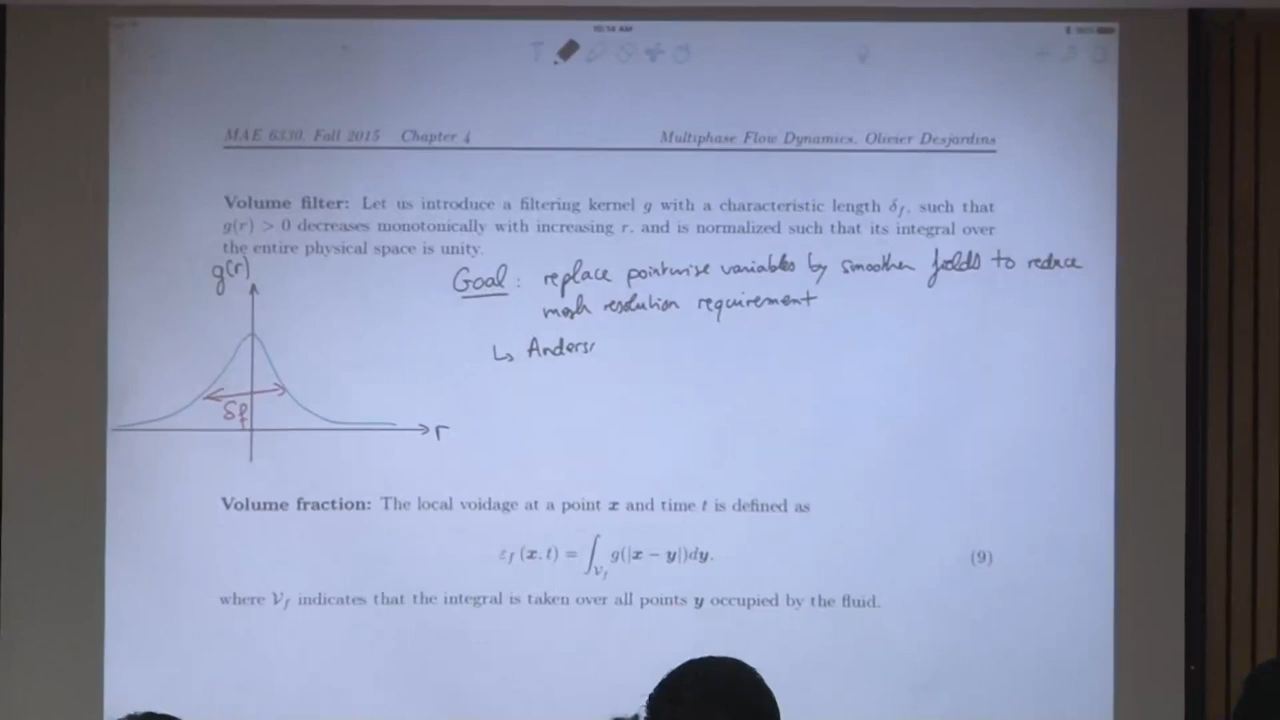 10:14 AM
MAE 6530, Fall 2015 Chapter 4 Multiphase Flow Dynamics, Olivier Desjardins
Volume filter: Let us introduce a filtering kernel g with a characteristic length δf, such that
g(r) > 0 decreases monotonically with increasing r, and is normalized such that its integral over
the entire physical space is unity.
g(r)
Goal: replace pointwise variables by smoother fields to reduce
mesh resolution requirement
↳ Anders
δf
r
Volume fraction: The local voidage at a point x and time t is defined as
εf (x, t) = ∫Vf g(|x − y|)dy, (9)
where Vf indicates that the integral is taken over all points y occupied by the fluid.